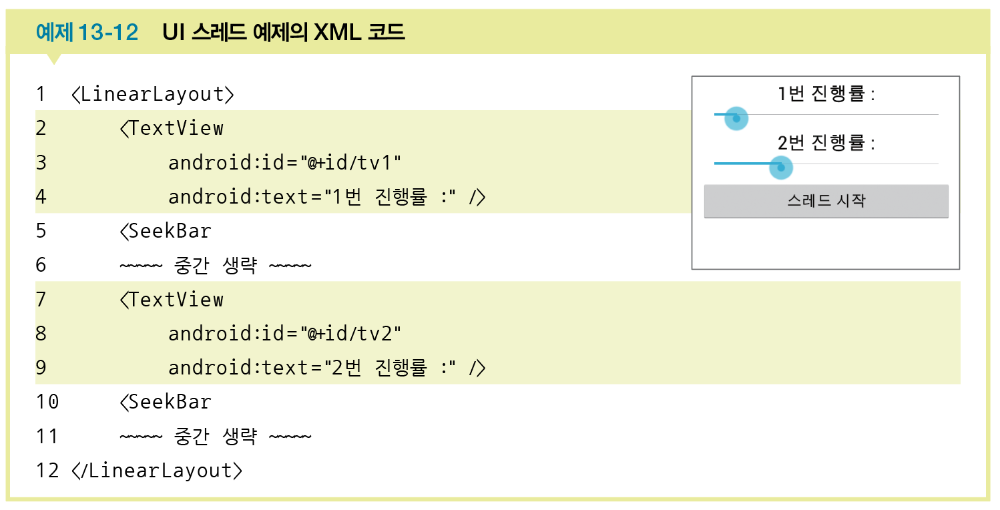 예제 13-12 UI 스레드 예제의 XML 코드
1 <LinearLayout>
2 <TextView
3 android:id="@+id/tv1"
4 android:text="1번 진행률 :" />
5 <SeekBar
6 ~~~~~ 중간 생략 ~~~~~
7 <TextView
8 android:id="@+id/tv2"
9 android:text="2번 진행률 :" />
10 <SeekBar
11 ~~~~~ 중간 생략 ~~~~~
12 </LinearLayout>
1번 진행률 :
2번 진행률 :
스레드 시작